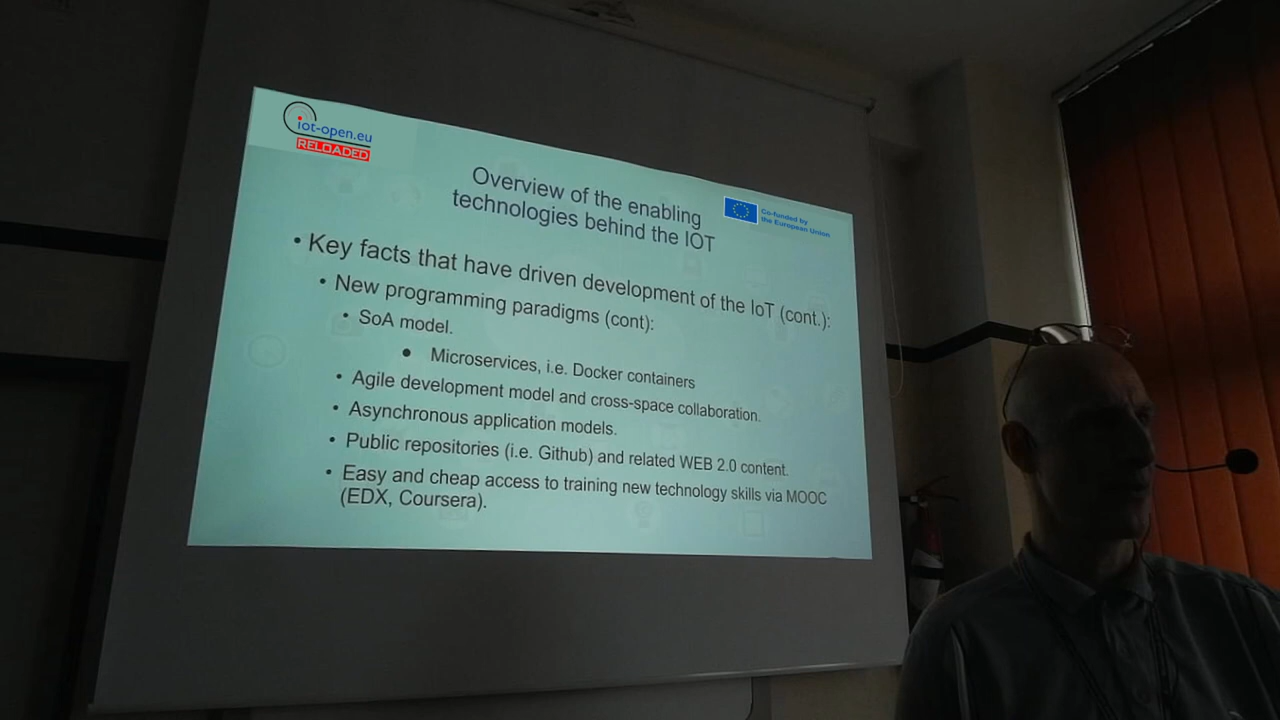 iot-open.eu
RELOADED
Overview of the enabling
technologies behind the IOT
Co-funded by
the European Union
• Key facts that have driven development of the IoT (cont.):
• New programming paradigms (cont):
• SoA model.
● Microservices, i.e. Docker containers
• Agile development model and cross-space collaboration.
• Asynchronous application models.
• Public repositories (i.e. Github) and related WEB 2.0 content.
• Easy and cheap access to training new technology skills via MOOC
(EDX, Coursera).